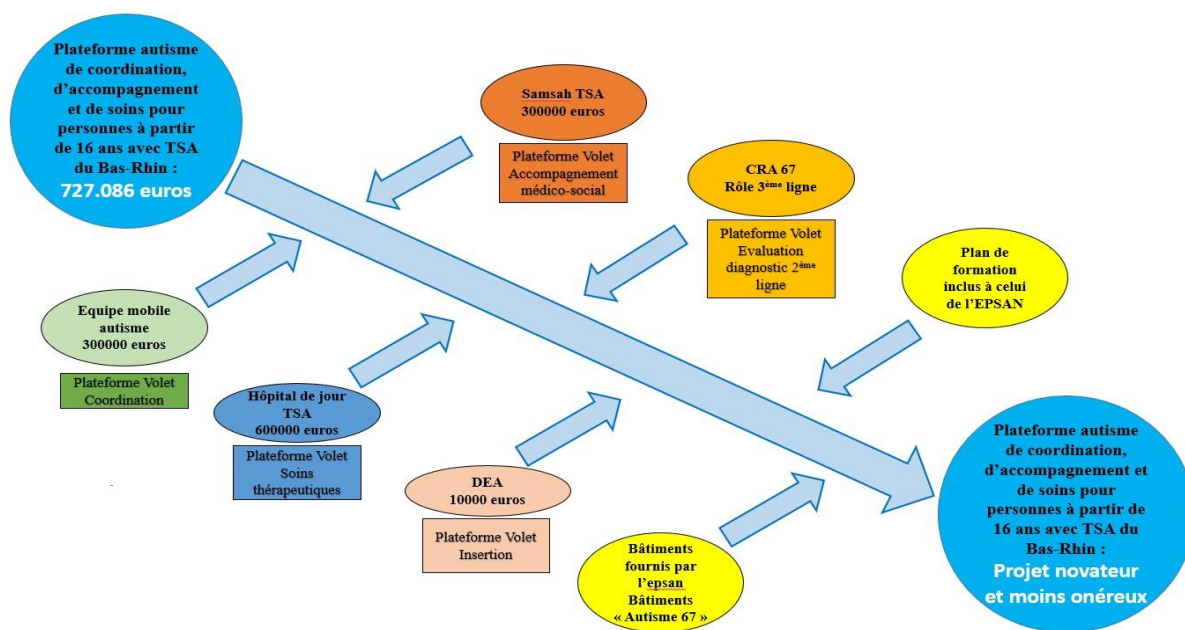 Plateforme autisme
de coordination,
d'accompagnement
et de soins pour
personnes à partir
de 16 ans avec TSA
du Bas-Rhin :
727.086 euros
Samsah TSA
300000 euros
Plateforme Volet
Accompagnement
médico-social
CRA 67
Rôle 3ème ligne
Plateforme Volet
Evaluation
diagnostic 2ème
ligne
Plan de
formation
inclus à celui
de l'EPSAN
Equipe mobile
autisme
300000 euros
Plateforme Volet
Coordination
Hôpital de jour
TSA
600000 euros
Plateforme Volet
Soins
thérapeutiques
DEA
10000 euros
Plateforme Volet
Insertion
Bâtiments
fournis par
l'epsan
Bâtiments
« Autisme 67 »
Plateforme autisme
de coordination,
d'accompagnement et
de soins pour
personnes à partir de
16 ans avec TSA du
Bas-Rhin :
Projet novateur
et moins onéreux